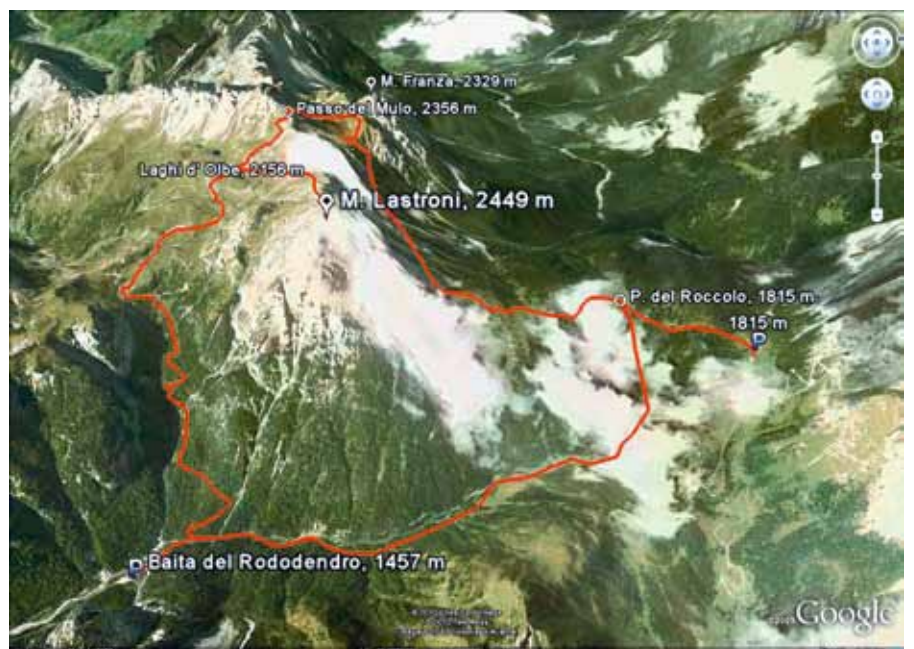 M. Franza, 2329 m
Passo del Mulo, 2356 m
Laghi d' Olbe, 2156 m
M. Lastroni, 2449 m
P. del Roccolo, 1815 m
1815 m
P
Baita del Rododendro, 1457 m
P
©2009 Google